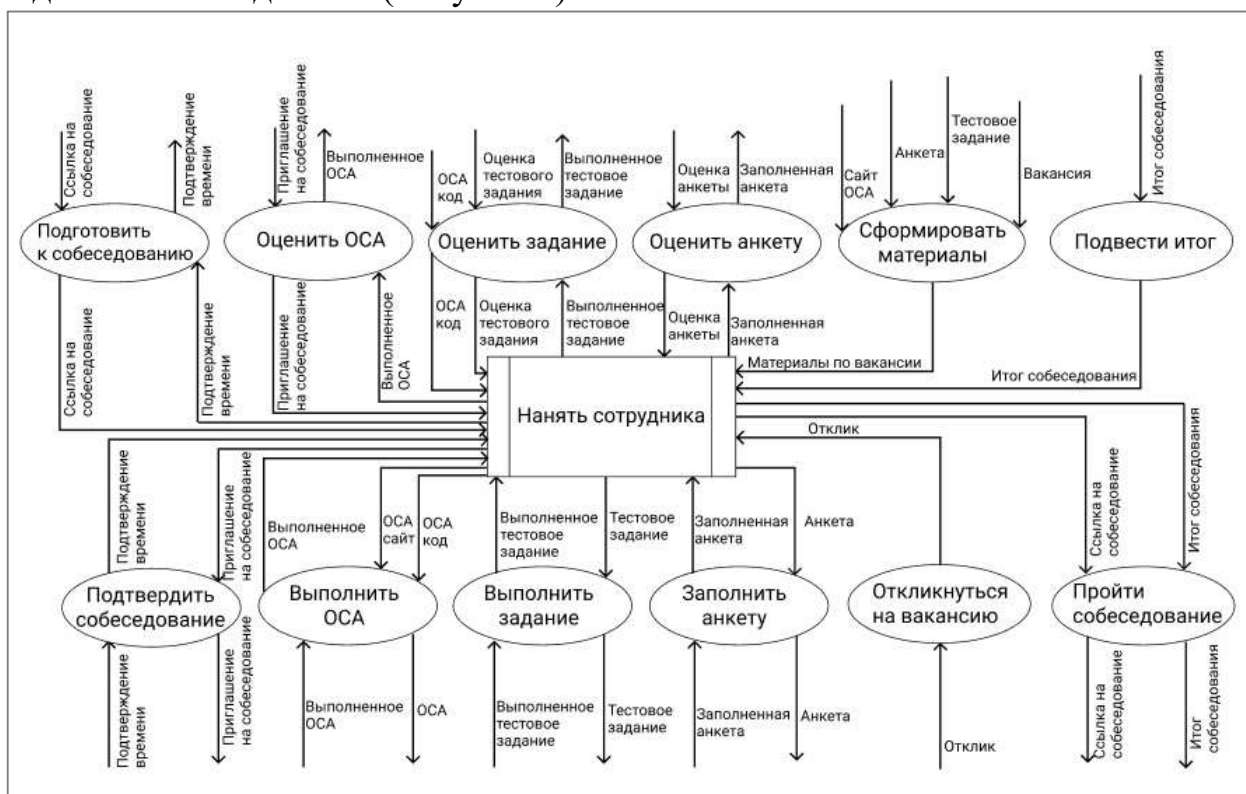 Ссылка на
собеседование
Подтверждение
времени
Приглашение
на собеседование
Выполненное
ОСА
ОСА
код
Оценка
тестового
задания
Выполненное
тестовое
задание
Оценка
анкеты
Заполненная
анкета
Сайт
ОСА
Анкета
Тестовое
задание
Вакансия
Итог собеседования
Подготовить
к собеседованию
Оценить ОСА
Оценить задание
Оценить анкету
Сформировать
материалы
Подвести итог
Ссылка на
собеседование
Подтверждение
времени
Приглашение
на собеседование
Выполненное
ОСА
ОСА
код
Оценка
тестового
задания
Выполненное
тестовое
задание
Оценка
анкеты
Заполненная
анкета
Материалы по вакансии
Итог собеседования
Нанять сотрудника
Отклик
Подтверждение
времени
Приглашение
на собеседование
Выполненное
ОСА
ОСА
сайт
ОСА
код
Выполненное
тестовое
задание
Тестовое
задание
Заполненная
анкета
Анкета
Ссылка на
собеседование
Итог собеседования
Подтвердить
собеседование
Выполнить
ОСА
Выполнить
задание
Заполнить
анкету
Откликнуться
на вакансию
Пройти
собеседование
Подтверждение
времени
Приглашение
на собеседование
Выполненное
ОСА
ОСА
Выполненное
тестовое
задание
Тестовое
задание
Заполненная
анкета
Анкета
Отклик
Ссылка на
собеседование
Итог
собеседования